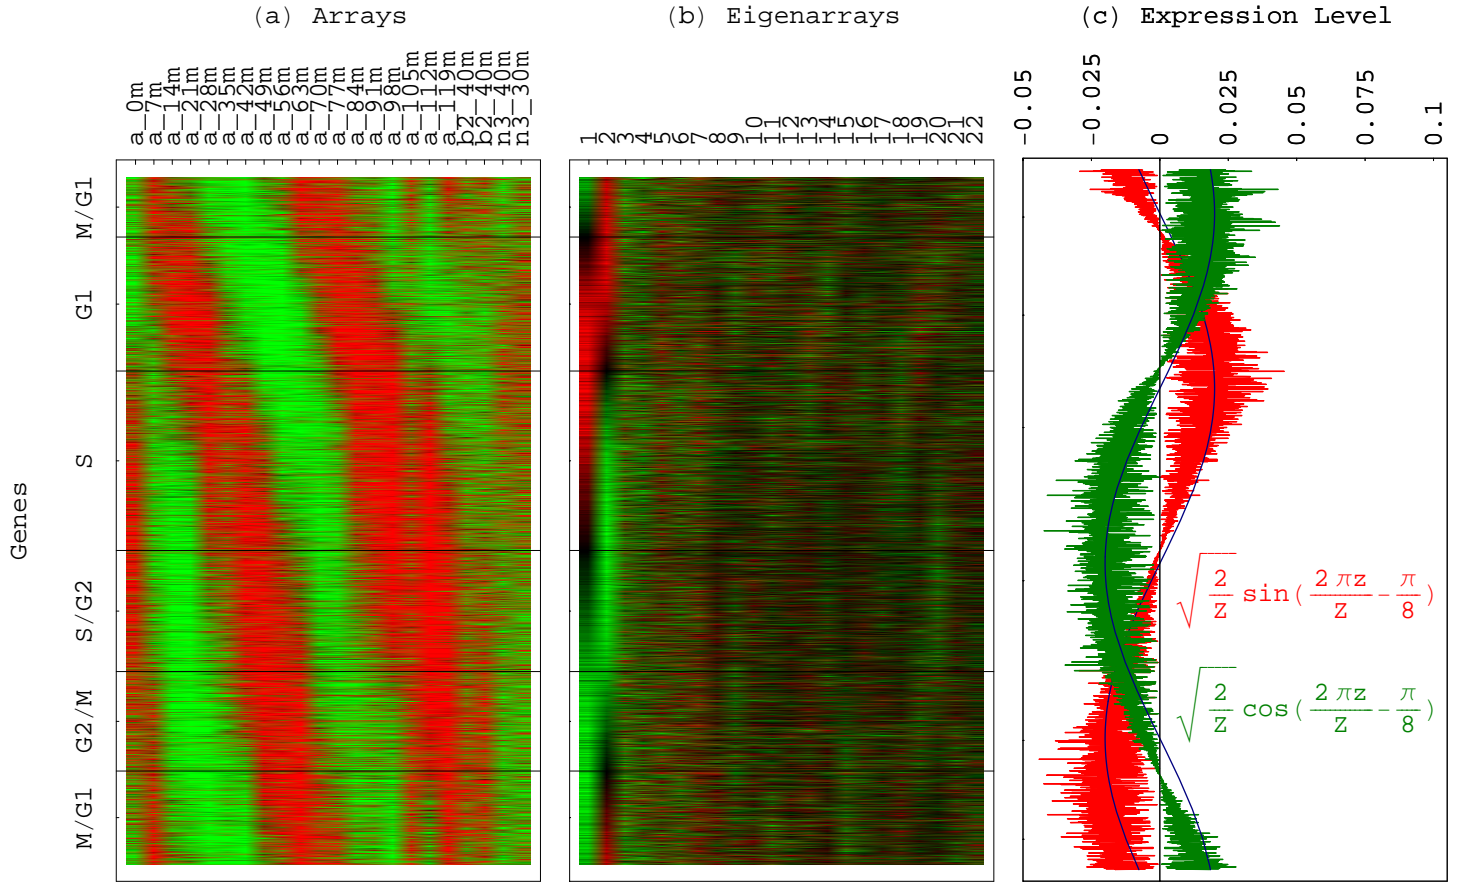 (a) Arrays
a_0m
a_7m
a_14m
a_21m
a_28m
a_35m
a_42m
a_49m
a_56m
a_63m
a_70m
a_77m
a_84m
a_91m
a_98m
a_105m
a_112m
a_119m
b2_40m
b2_40m
n3_40m
n3_30m
Genes
M/G1
G1
S
S/G2
G2/M
M/G1
(b) Eigenarrays
1
2
3
4
5
6
7
8
9
10
11
12
13
14
15
16
17
18
19
20
21
22
(c) Expression Level
-0.05
-0.025
0
0.025
0.05
0.075
0.1
√(2/Z) sin(2πz/Z - π/8)
√(2/Z) cos(2πz/Z - π/8)